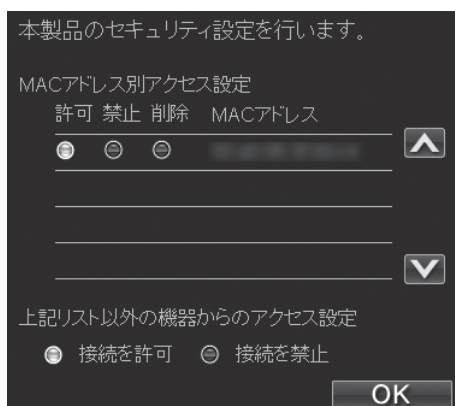 本製品のセキュリティ設定を行います。
MACアドレス別アクセス設定
許可 禁止 削除 MACアドレス
上記リスト以外の機器からのアクセス設定
接続を許可 接続を禁止
OK